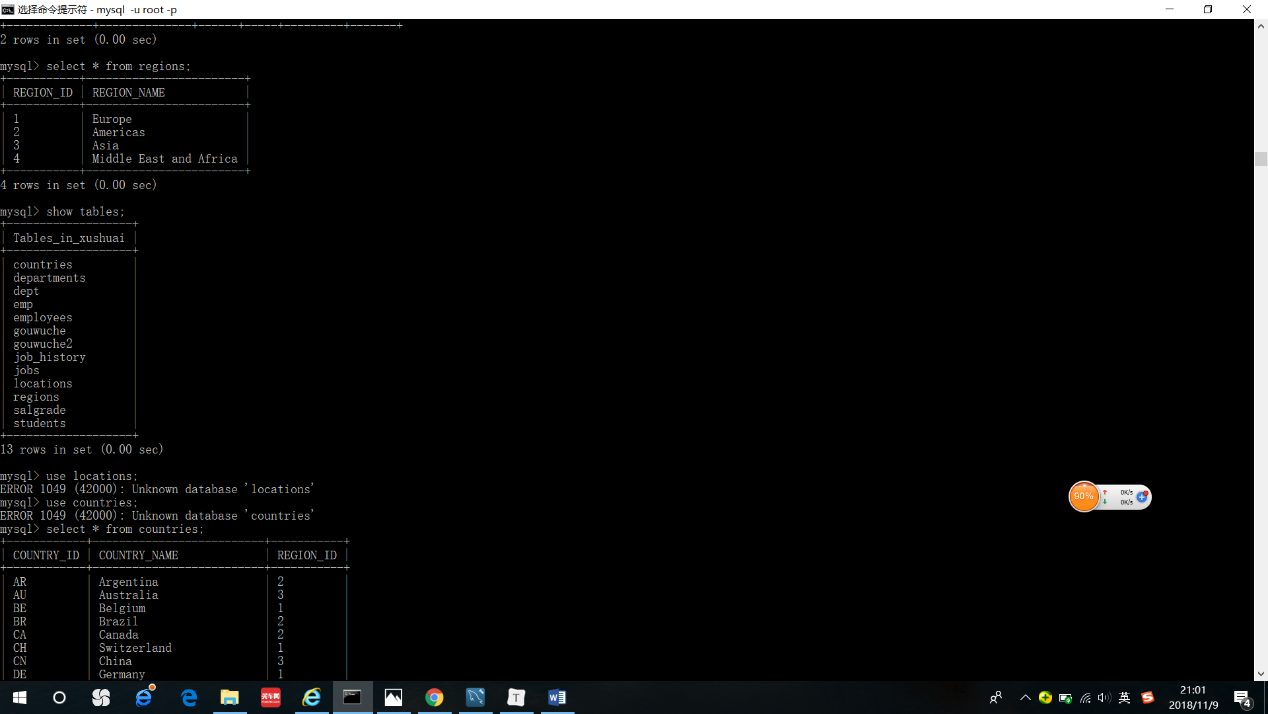 选择命令提示符 - mysql  -u root -p
2 rows in set (0.00 sec)
mysql> select * from regions;
REGION_ID | REGION_NAME
1 | Europe
2 | Americas
3 | Asia
4 | Middle East and Africa
4 rows in set (0.00 sec)
mysql> show tables;
Tables_in_xushuai
countries
departments
dept
emp
employees
gouwuche
gouwuche2
job_history
jobs
locations
regions
salgrade
students
13 rows in set (0.00 sec)
mysql> use locations;
ERROR 1049 (42000): Unknown database 'locations'
mysql> use countries;
ERROR 1049 (42000): Unknown database 'countries'
mysql> select * from countries;
COUNTRY_ID | COUNTRY_NAME | REGION_ID
AR | Argentina | 2
AU | Australia | 3
BE | Belgium | 1
BR | Brazil | 2
CA | Canada | 2
CH | Switzerland | 1
CN | China | 3
DE | Germany | 1
90%
0K/s
0K/s
英
21:01
2018/11/9
4